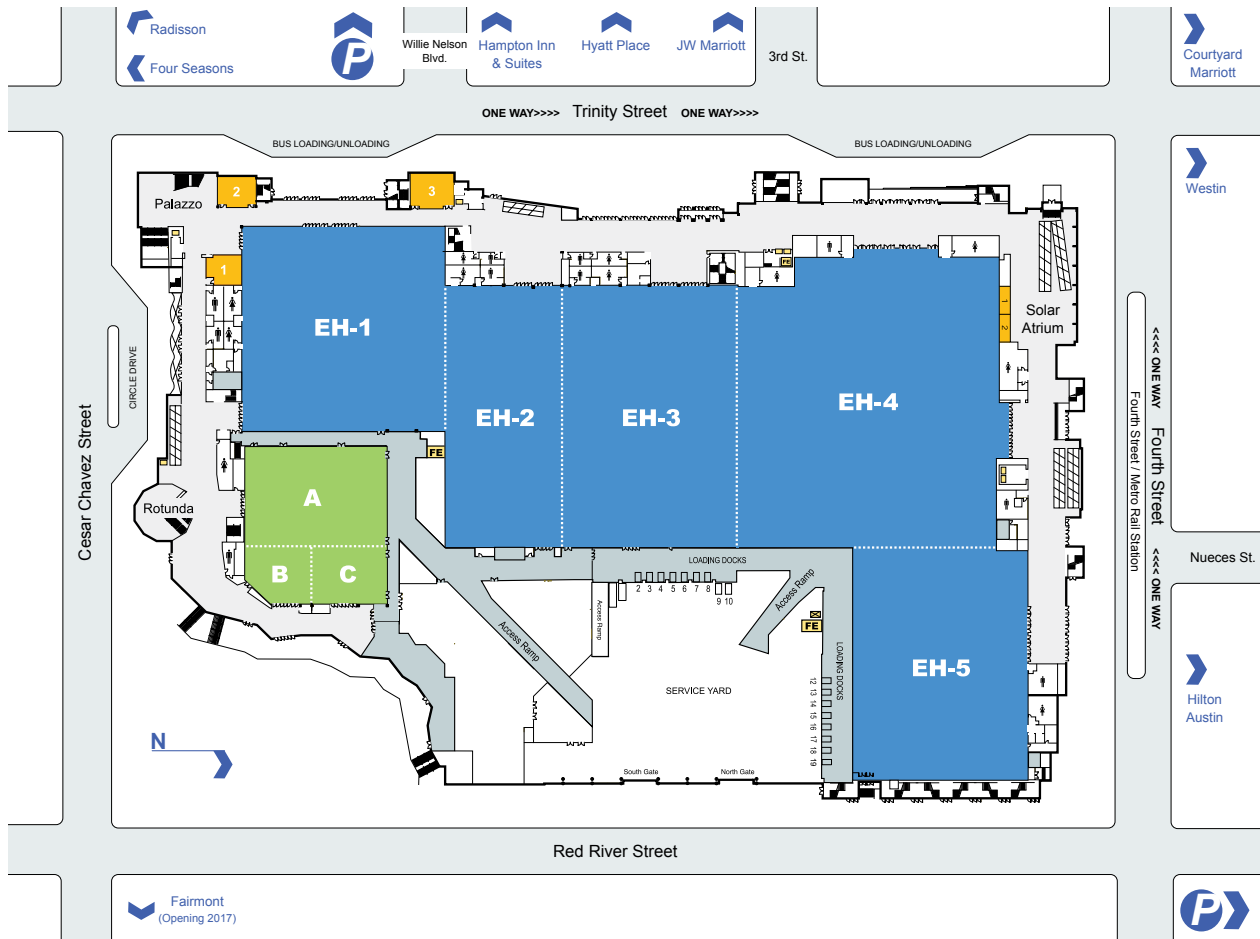 Radisson
Four Seasons
P
Willie Nelson
Blvd.
Hampton Inn
& Suites
Hyatt Place
JW Marriott
3rd St.
Courtyard
Marriott
ONE WAY>>>> Trinity Street ONE WAY>>>>
BUS LOADING/UNLOADING
BUS LOADING/UNLOADING
Westin
Palazzo
2
3
1
FE
EH-1
EH-2
EH-3
EH-4
1
2
Solar
Atrium
CIRCLE DRIVE
Cesar Chavez Street
<<<< ONE WAY Fourth Street <<<< ONE WAY
Fourth Street / Metro Rail Station
FE
A
B
C
Rotunda
LOADING DOCKS
2 3 4 5 6 7 8
9 10
Access Ramp
Access Ramp
Access Ramp
FE
LOADING DOCKS
12
13
14
15
16
17
18
19
EH-5
SERVICE YARD
Nueces St.
Hilton
Austin
N
South Gate
North Gate
Red River Street
Fairmont
(Opening 2017)
P